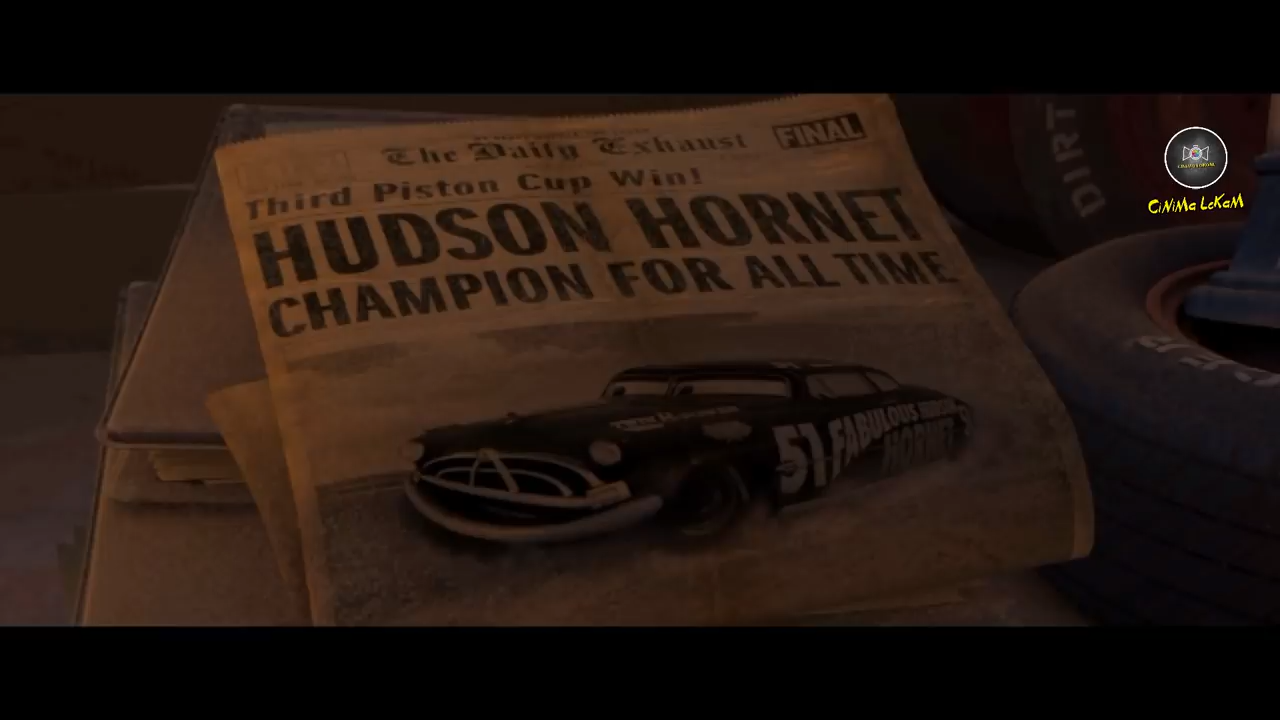 The Daily Exhaust
FINAL
Third Piston Cup Win!
HUDSON HORNET
CHAMPION FOR ALL TIME
51 FABULOUS HUDSON
HORNET
DIRT
CiNiMa LoKaM